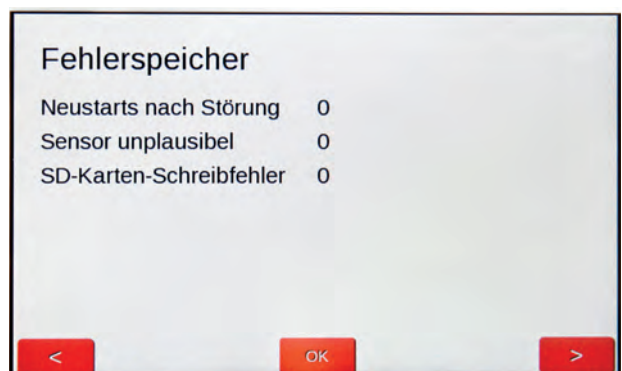 Fehlerspeicher
Neustarts nach Störung 0
Sensor unplausibel 0
SD-Karten-Schreibfehler 0
< OK >